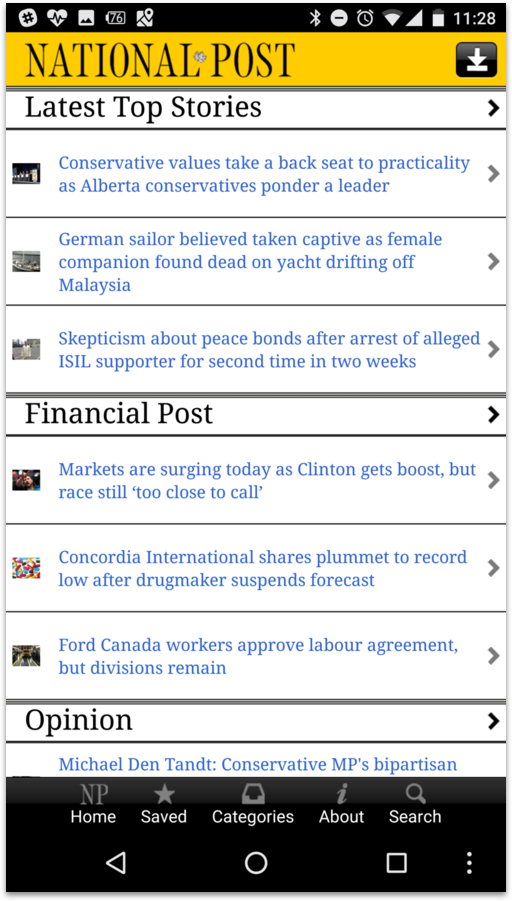 76 11:28
NATIONAL POST
Latest Top Stories
Conservative values take a back seat to practicality
as Alberta conservatives ponder a leader
German sailor believed taken captive as female
companion found dead on yacht drifting off
Malaysia
Skepticism about peace bonds after arrest of alleged
ISIL supporter for second time in two weeks
Financial Post
Markets are surging today as Clinton gets boost, but
race still ‘too close to call’
Concordia International shares plummet to record
low after drugmaker suspends forecast
Ford Canada workers approve labour agreement,
but divisions remain
Opinion
Michael Den Tandt: Conservative MP's bipartisan
NP
Home Saved Categories About Search